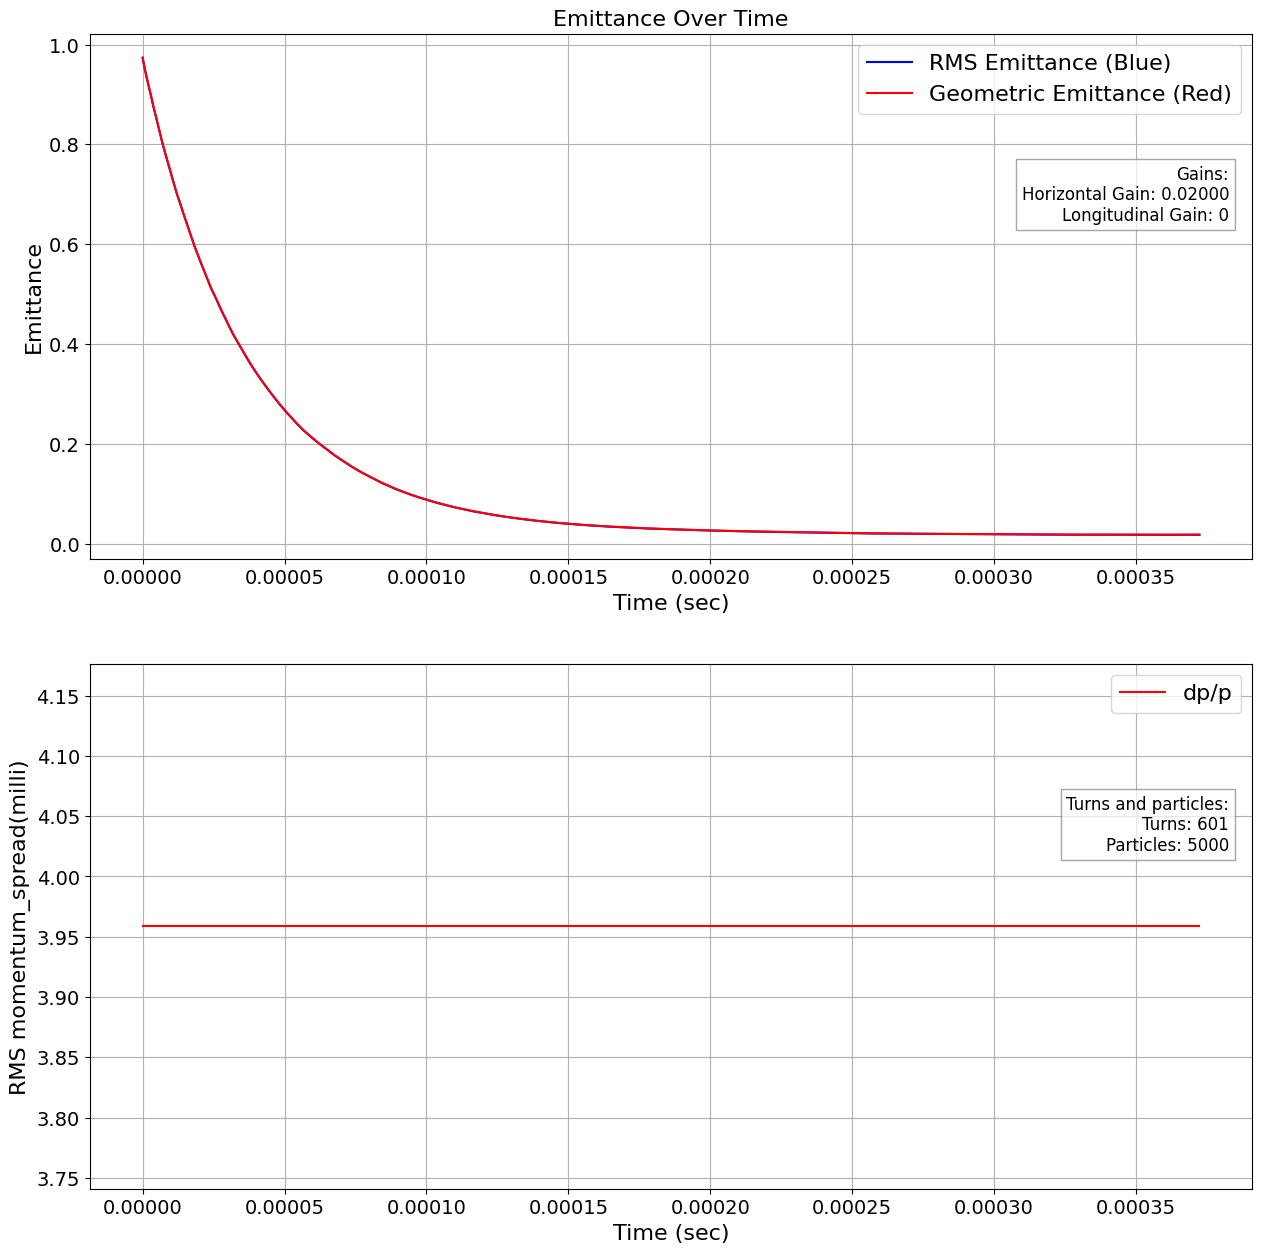 Emittance Over Time
RMS Emittance (Blue)
Geometric Emittance (Red)
Gains:
Horizontal Gain: 0.02000
Longitudinal Gain: 0
Emittance
1.0
0.8
0.6
0.4
0.2
0.0
0.00000 0.00005 0.00010 0.00015 0.00020 0.00025 0.00030 0.00035
Time (sec)
dp/p
Turns and particles:
Turns: 601
Particles: 5000
RMS momentum_spread(milli)
4.15
4.10
4.05
4.00
3.95
3.90
3.85
3.80
3.75
0.00000 0.00005 0.00010 0.00015 0.00020 0.00025 0.00030 0.00035
Time (sec)